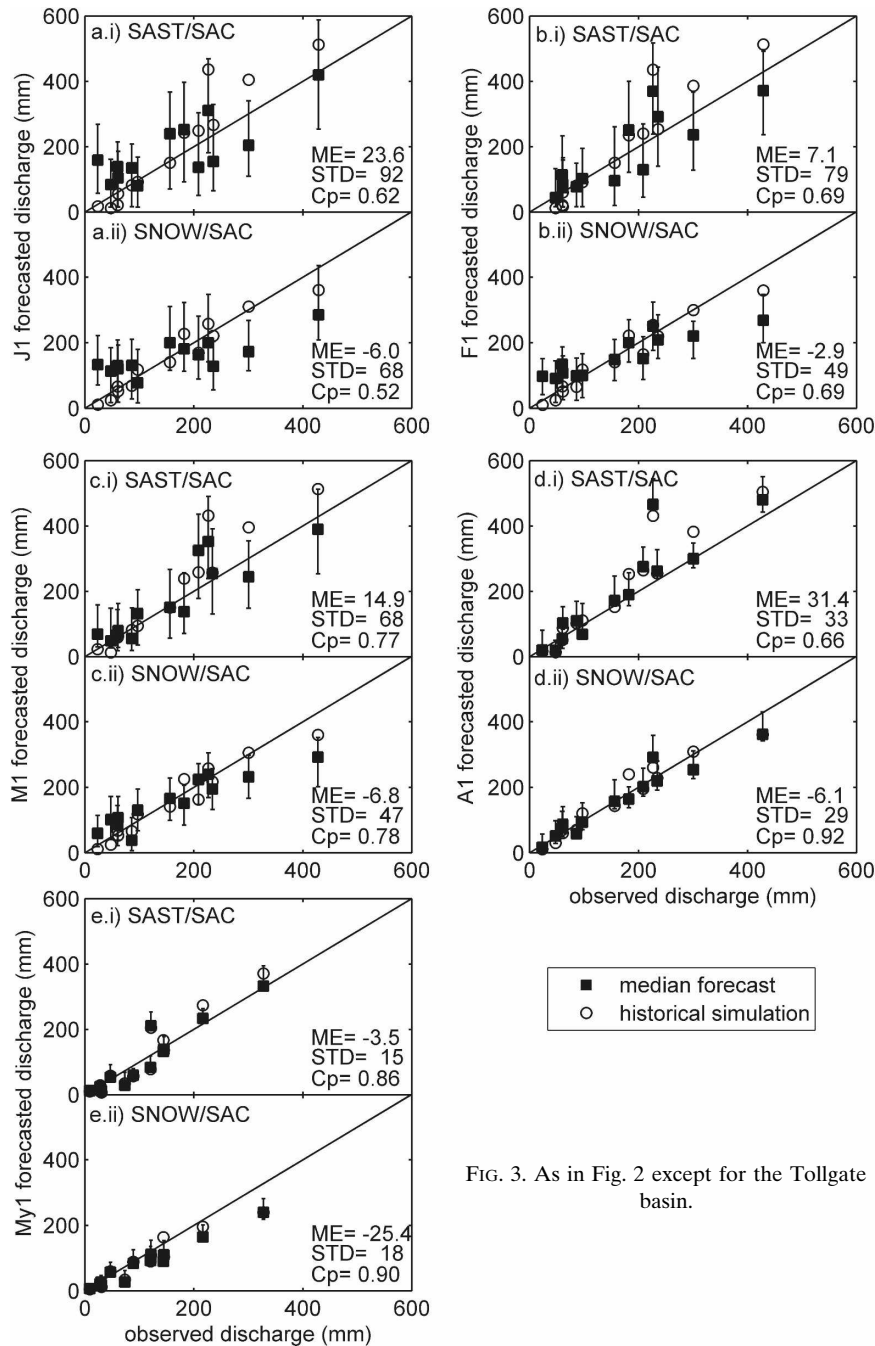 600
a.i) SAST/SAC
400
200
0
ME= 23.6
STD= 92
Cp= 0.62
a.ii) SNOW/SAC
400
200
0
ME= -6.0
STD= 68
Cp= 0.52
0 200 400 600
J1 forecasted discharge (mm)
600
b.i) SAST/SAC
400
200
0
ME= 7.1
STD= 79
Cp= 0.69
b.ii) SNOW/SAC
400
200
0
ME= -2.9
STD= 49
Cp= 0.69
0 200 400 600
F1 forecasted discharge (mm)
600
c.i) SAST/SAC
400
200
0
ME= 14.9
STD= 68
Cp= 0.77
c.ii) SNOW/SAC
400
200
0
ME= -6.8
STD= 47
Cp= 0.78
0 200 400 600
M1 forecasted discharge (mm)
600
d.i) SAST/SAC
400
200
0
ME= 31.4
STD= 33
Cp= 0.66
d.ii) SNOW/SAC
400
200
0
ME= -6.1
STD= 29
Cp= 0.92
0 200 400 600
observed discharge (mm)
A1 forecasted discharge (mm)
600
e.i) SAST/SAC
400
200
0
ME= -3.5
STD= 15
Cp= 0.86
e.ii) SNOW/SAC
400
200
0
ME= -25.4
STD= 18
Cp= 0.90
0 200 400 600
observed discharge (mm)
My1 forecasted discharge (mm)
median forecast
historical simulation
FIG. 3. As in Fig. 2 except for the Tollgate
basin.